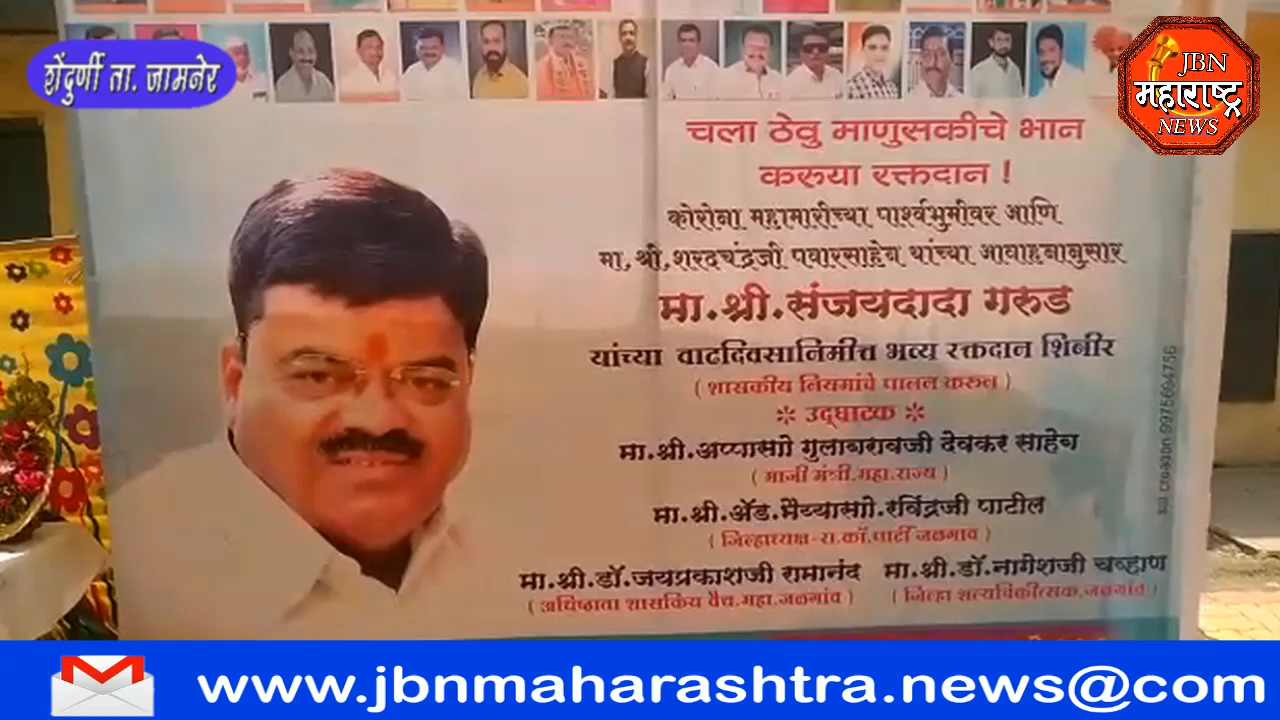 शेंदुर्णी ता. जामनेर
JBN
महाराष्ट्र
NEWS
चला ठेवु माणुसकीचे भान
करुया रक्तदान !
कोरोना महामारीच्या पार्श्वभुमीवर आणि
मा.श्री.शरदचंद्रजी पवारसाहेब यांच्या आवाहनानुसार
मा.श्री.संजयदादा गरुड
यांच्या वाढदिवसानिमीत्त भव्य रक्तदान शिबीर
( शासकीय नियमांचे पालन करुन )
❊ उद्घाटक ❊
मा.श्री.अप्पासाो गुलाबरावजी देवकर साहेब
( माजी मंत्री.महा.राज्य )
मा.श्री.ॲड.भैय्यासाो.रविंद्रजी पाटील
( जिल्हाध्यक्ष-रा.कॉ.पार्टी जळगाव )
मा.श्री.डॉ.जयप्रकाशजी रामानंद मा.श्री.डॉ.नागेशजी चव्हाण
( अधिष्ठाता शासकिय वैद्य.महा.जळगांव ) ( जिल्हा शल्यचिकीत्सक,जळगांव )
creation 9975694756
www.jbnmaharashtra.news@com